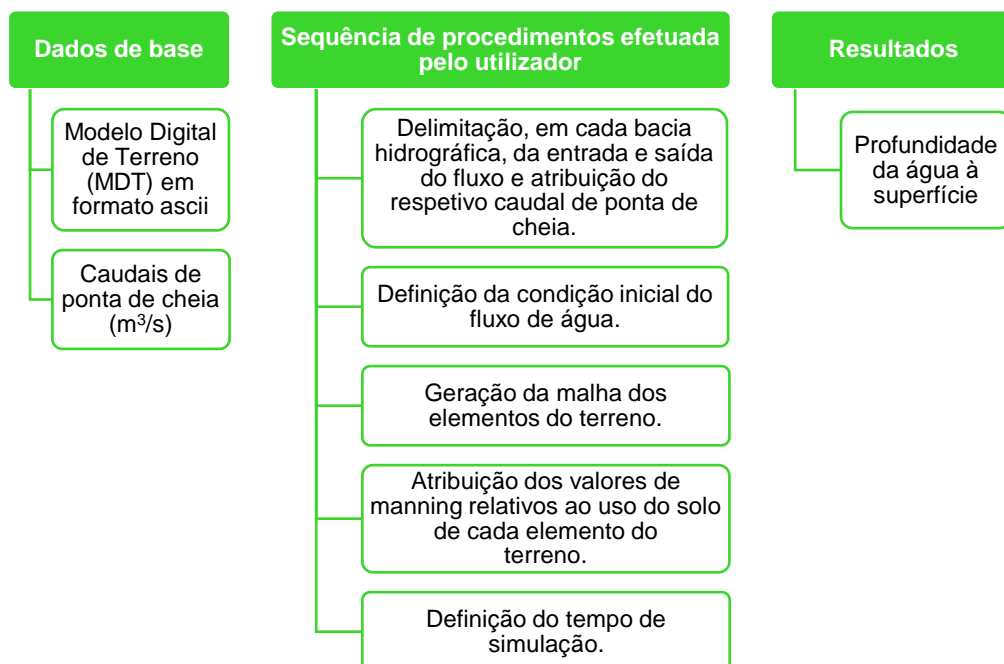 Dados de base
Modelo Digital
de Terreno
(MDT) em
formato ascii
Caudais de
ponta de cheia
(m³/s)
Sequência de procedimentos efetuada
pelo utilizador
Delimitação, em cada bacia
hidrográfica, da entrada e saída
do fluxo e atribuição do
respetivo caudal de ponta de
cheia.
Definição da condição inicial do
fluxo de água.
Geração da malha dos
elementos do terreno.
Atribuição dos valores de
manning relativos ao uso do solo
de cada elemento do
terreno.
Definição do tempo de
simulação.
Resultados
Profundidade
da água à
superfície